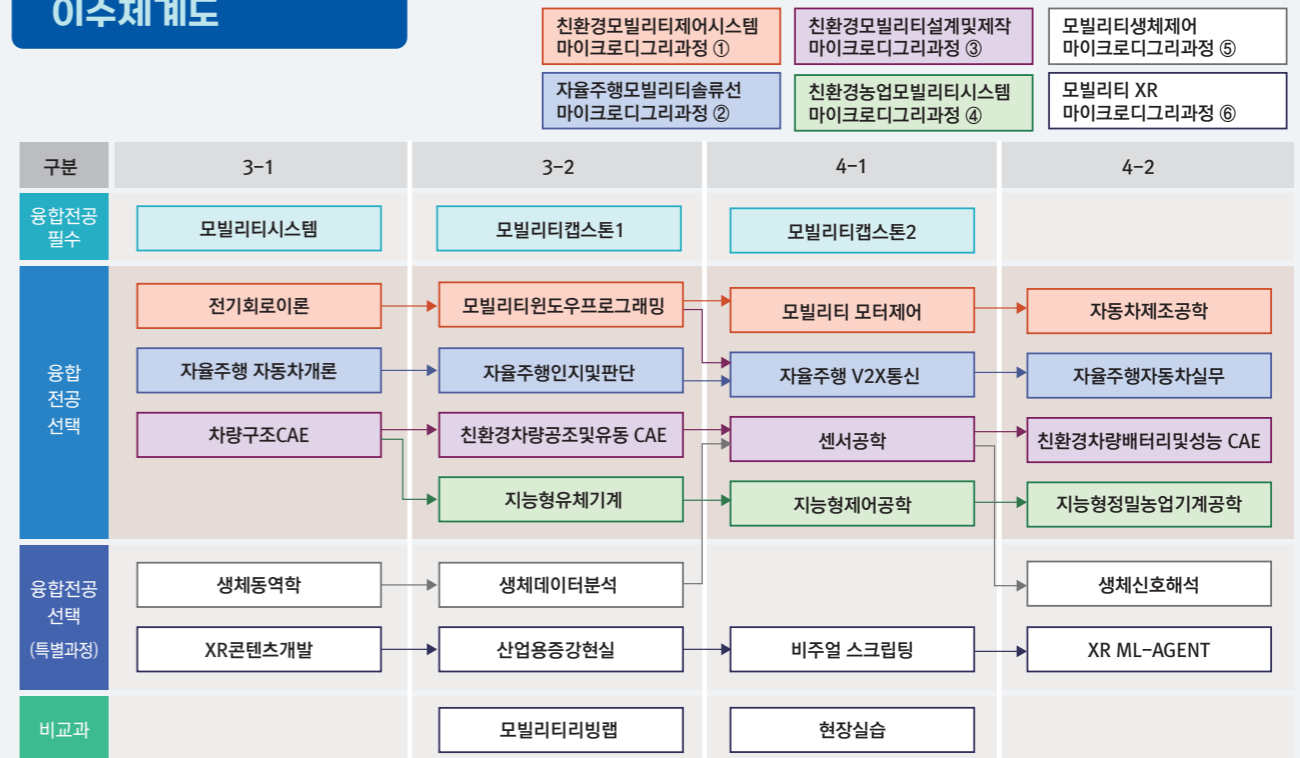 이수체계도
친환경모빌리티제어시스템
마이크로디그리과정 ①
친환경모빌리티설계및제작
마이크로디그리과정 ③
모빌리티생체제어
마이크로디그리과정 ⑤
자율주행모빌리티솔류선
마이크로디그리과정 ②
친환경농업모빌리티시스템
마이크로디그리과정 ④
모빌리티 XR
마이크로디그리과정 ⑥
구분
3-1
3-2
4-1
4-2
융합전공
필수
모빌리티시스템
모빌리티캡스톤1
모빌리티캡스톤2
융합
전공
선택
전기회로이론
모빌리티윈도우프로그래밍
모빌리티 모터제어
자동차제조공학
자율주행 자동차개론
자율주행인지및판단
자율주행 V2X통신
자율주행자동차실무
차량구조CAE
친환경차량공조및유동 CAE
센서공학
친환경차량배터리및성능 CAE
지능형유체기계
지능형제어공학
지능형정밀농업기계공학
융합전공
선택
(특별과정)
생체동역학
생체데이터분석
생체신호해석
XR콘텐츠개발
산업용증강현실
비주얼 스크립팅
XR ML-AGENT
비교과
모빌리티리빙랩
현장실습